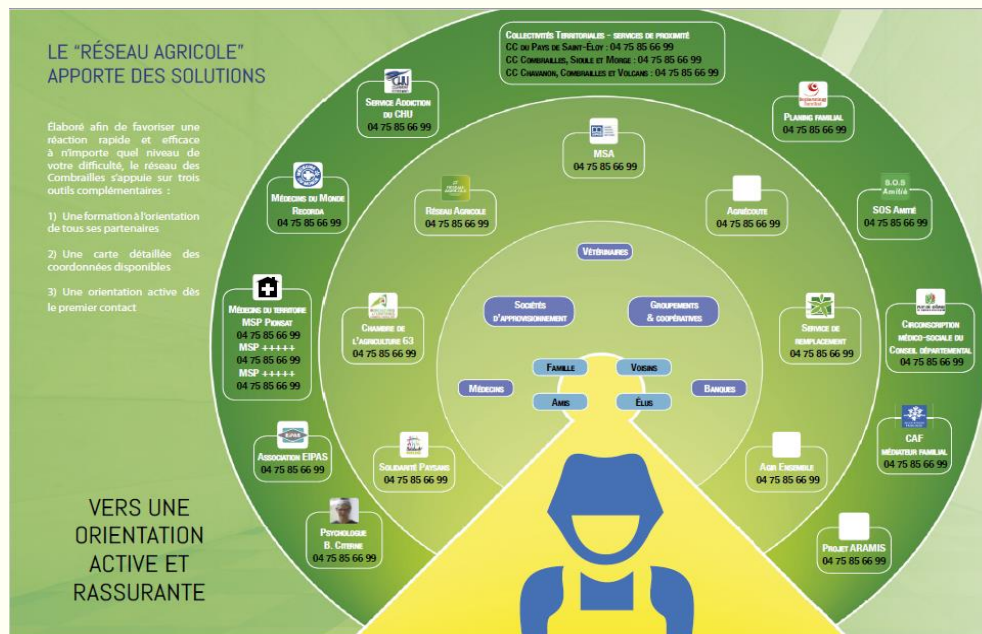 LE “RÉSEAU AGRICOLE”
APPORTE DES SOLUTIONS
Élaboré afin de favoriser une
réaction rapide et efficace
à n'importe quel niveau de
votre difficulté, le réseau des
Combrailles s'appuie sur trois
outils complémentaires :
1) Une formation à l'orientation
de tous ses partenaires
2) Une carte détaillée des
coordonnées disponibles
3) Une orientation active dès
le premier contact
VERS UNE
ORIENTATION
ACTIVE ET
RASSURANTE
Collectivités Territoriales - services de proximité
CC du Pays de Saint-Eloy : 04 75 85 66 99
CC Combrailles, Sioule et Morge : 04 75 85 66 99
CC Chavanon, Combrailles et Volcans : 04 75 85 66 99
CHU
Service Addiction
du CHU
04 75 85 66 99
Planing familial
04 75 85 66 99
MSA
04 75 85 66 99
Médecins du Monde
Recorda
04 75 85 66 99
Réseau Agricole
04 75 85 66 99
Agriécoute
04 75 85 66 99
S.O.S
Amitié
SOS Amitié
04 75 85 66 99
Vétérinaires
Médecins du territoire
MSP Pionsat
04 75 85 66 99
MSP +++++
04 75 85 66 99
MSP +++++
04 75 85 66 99
Chambre de
l'agriculture 63
04 75 85 66 99
Sociétés
d'approvisionnement
Groupements
& coopératives
Service de
remplacement
04 75 85 66 99
Circonscription
médico-sociale du
Conseil départemental
04 75 85 66 99
Famille
Voisins
Médecins
Banques
Amis
Élus
Association EIPAS
04 75 85 66 99
Solidarité Paysans
04 75 85 66 99
Agir Ensemble
04 75 85 66 99
CAF
médiateur familial
04 75 85 66 99
Psychologue
B. Citerne
04 75 85 66 99
Projet ARAMIS
04 75 85 66 99